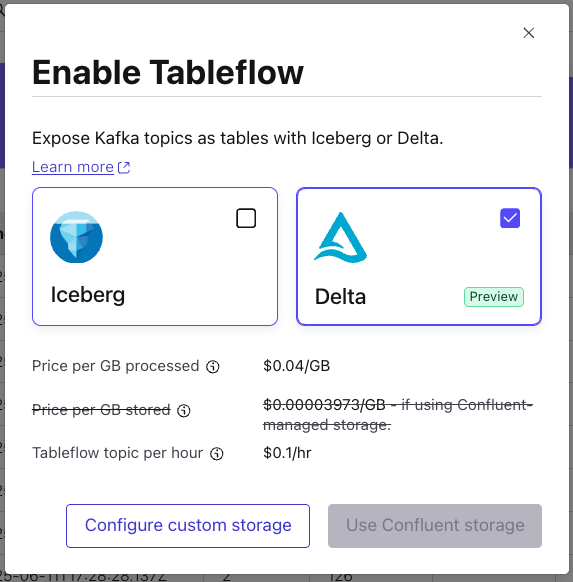 Enable Tableflow
Expose Kafka topics as tables with Iceberg or Delta.
Learn more
Iceberg
Delta
Preview
Price per GB processed
$0.04/GB
Price per GB stored
$0.00003973/GB - if using Confluent-
managed storage.
Tableflow topic per hour
$0.1/hr
Configure custom storage
Use Confluent storage